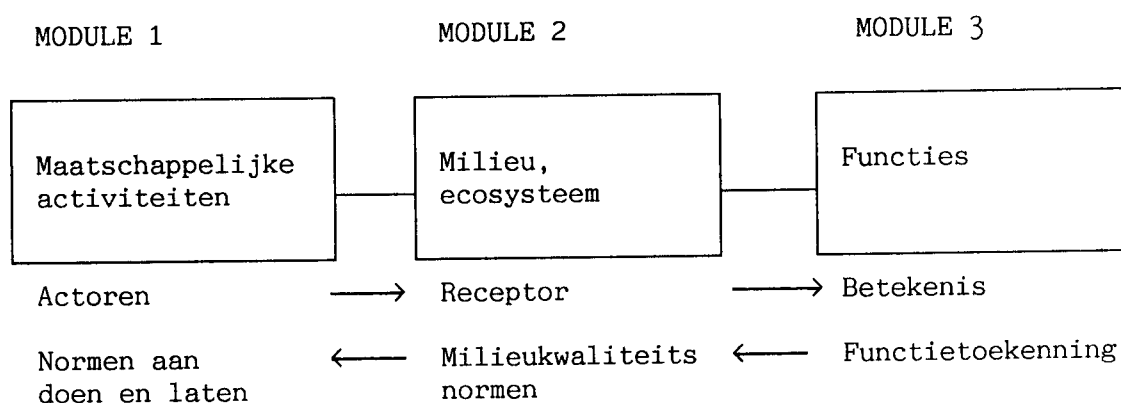 MODULE 1
MODULE 2
MODULE 3
Maatschappelijke
activiteiten
Milieu,
ecosysteem
Functies
Actoren
Receptor
Betekenis
Normen aan
doen en laten
Milieukwaliteits
normen
Functietoekenning